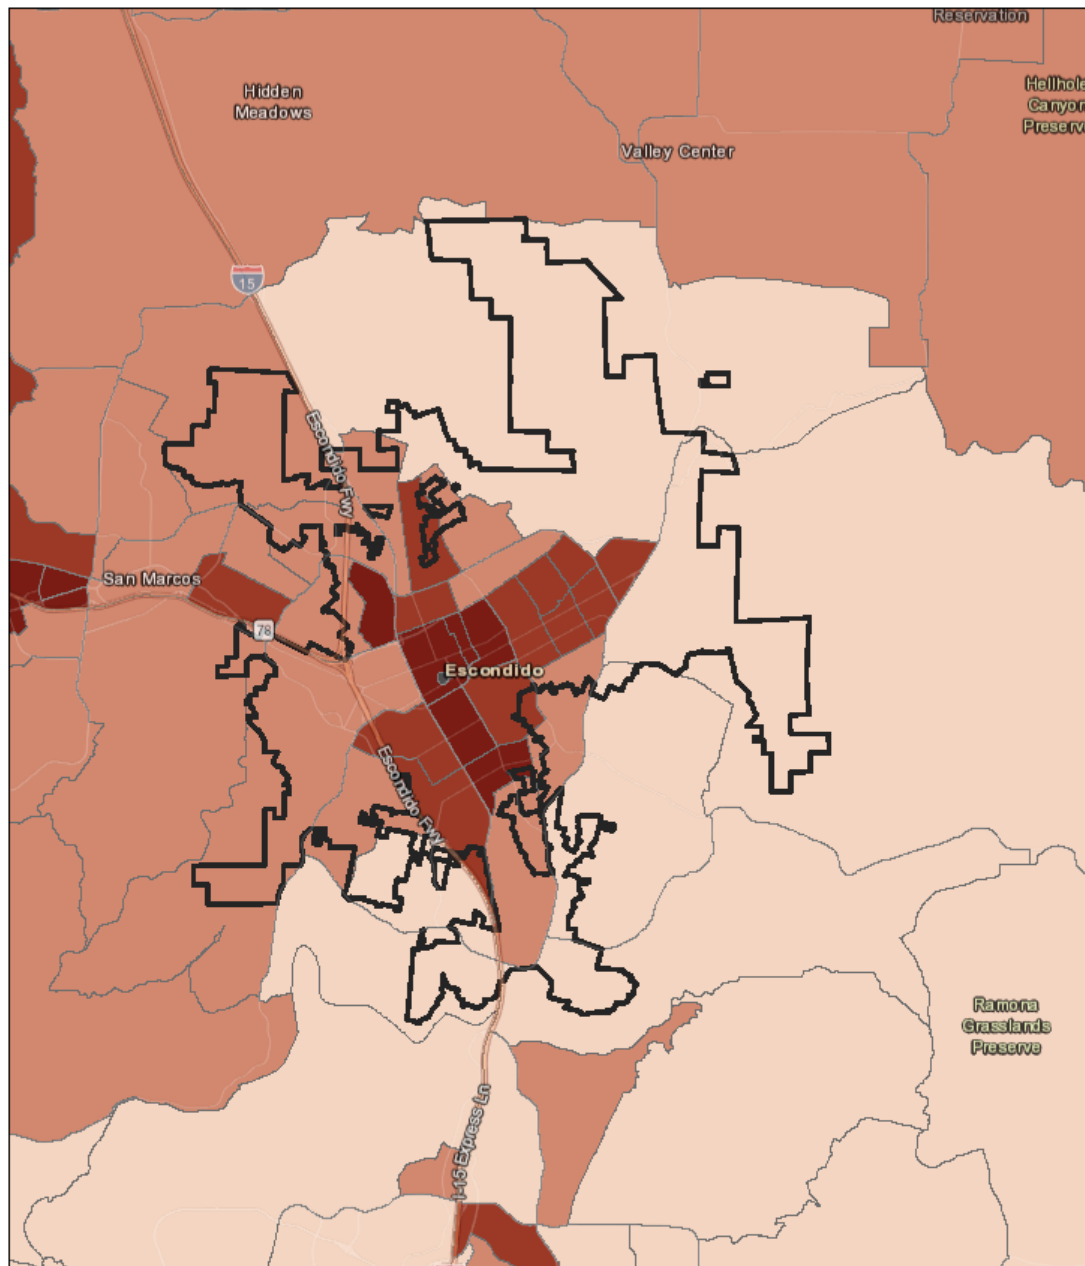 Reservation
Hidden
Meadows
Hellhole
Canyon
Preserve
Valley Center
15
Escondido Fwy
San Marcos
78
Escondido
Escondido Fwy
Ramona
Grasslands
Preserve
I-15 Express Ln